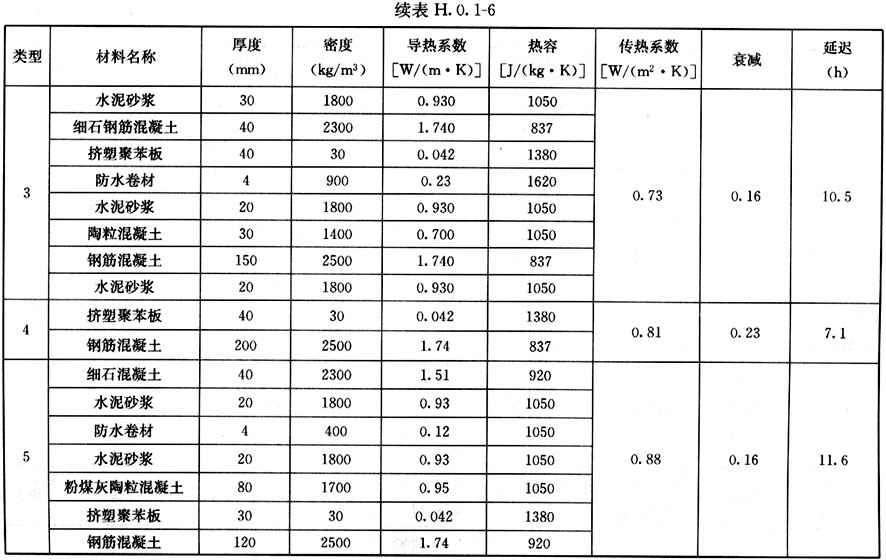 续表 H.0.1-6
类型 材料名称 厚度 (mm) 密度 (kg/m³) 导热系数 [W/(m·K)] 热容 [J/(kg·K)] 传热系数 [W/(m²·K)] 衰减 延迟 (h)
3 0.73 0.16 10.5
水泥砂浆 30 1800 0.930 1050
细石钢筋混凝土 40 2300 1.740 837
挤塑聚苯板 40 30 0.042 1380
防水卷材 4 900 0.23 1620
水泥砂浆 20 1800 0.930 1050
陶粒混凝土 30 1400 0.700 1050
钢筋混凝土 150 2500 1.740 837
水泥砂浆 20 1800 0.930 1050
4 0.81 0.23 7.1
挤塑聚苯板 40 30 0.042 1380
钢筋混凝土 200 2500 1.74 837
5 0.88 0.16 11.6
细石混凝土 40 2300 1.51 920
水泥砂浆 20 1800 0.93 1050
防水卷材 4 400 0.12 1050
水泥砂浆 20 1800 0.93 1050
粉煤灰陶粒混凝土 80 1700 0.95 1050
挤塑聚苯板 30 30 0.042 1380
钢筋混凝土 120 2500 1.74 920